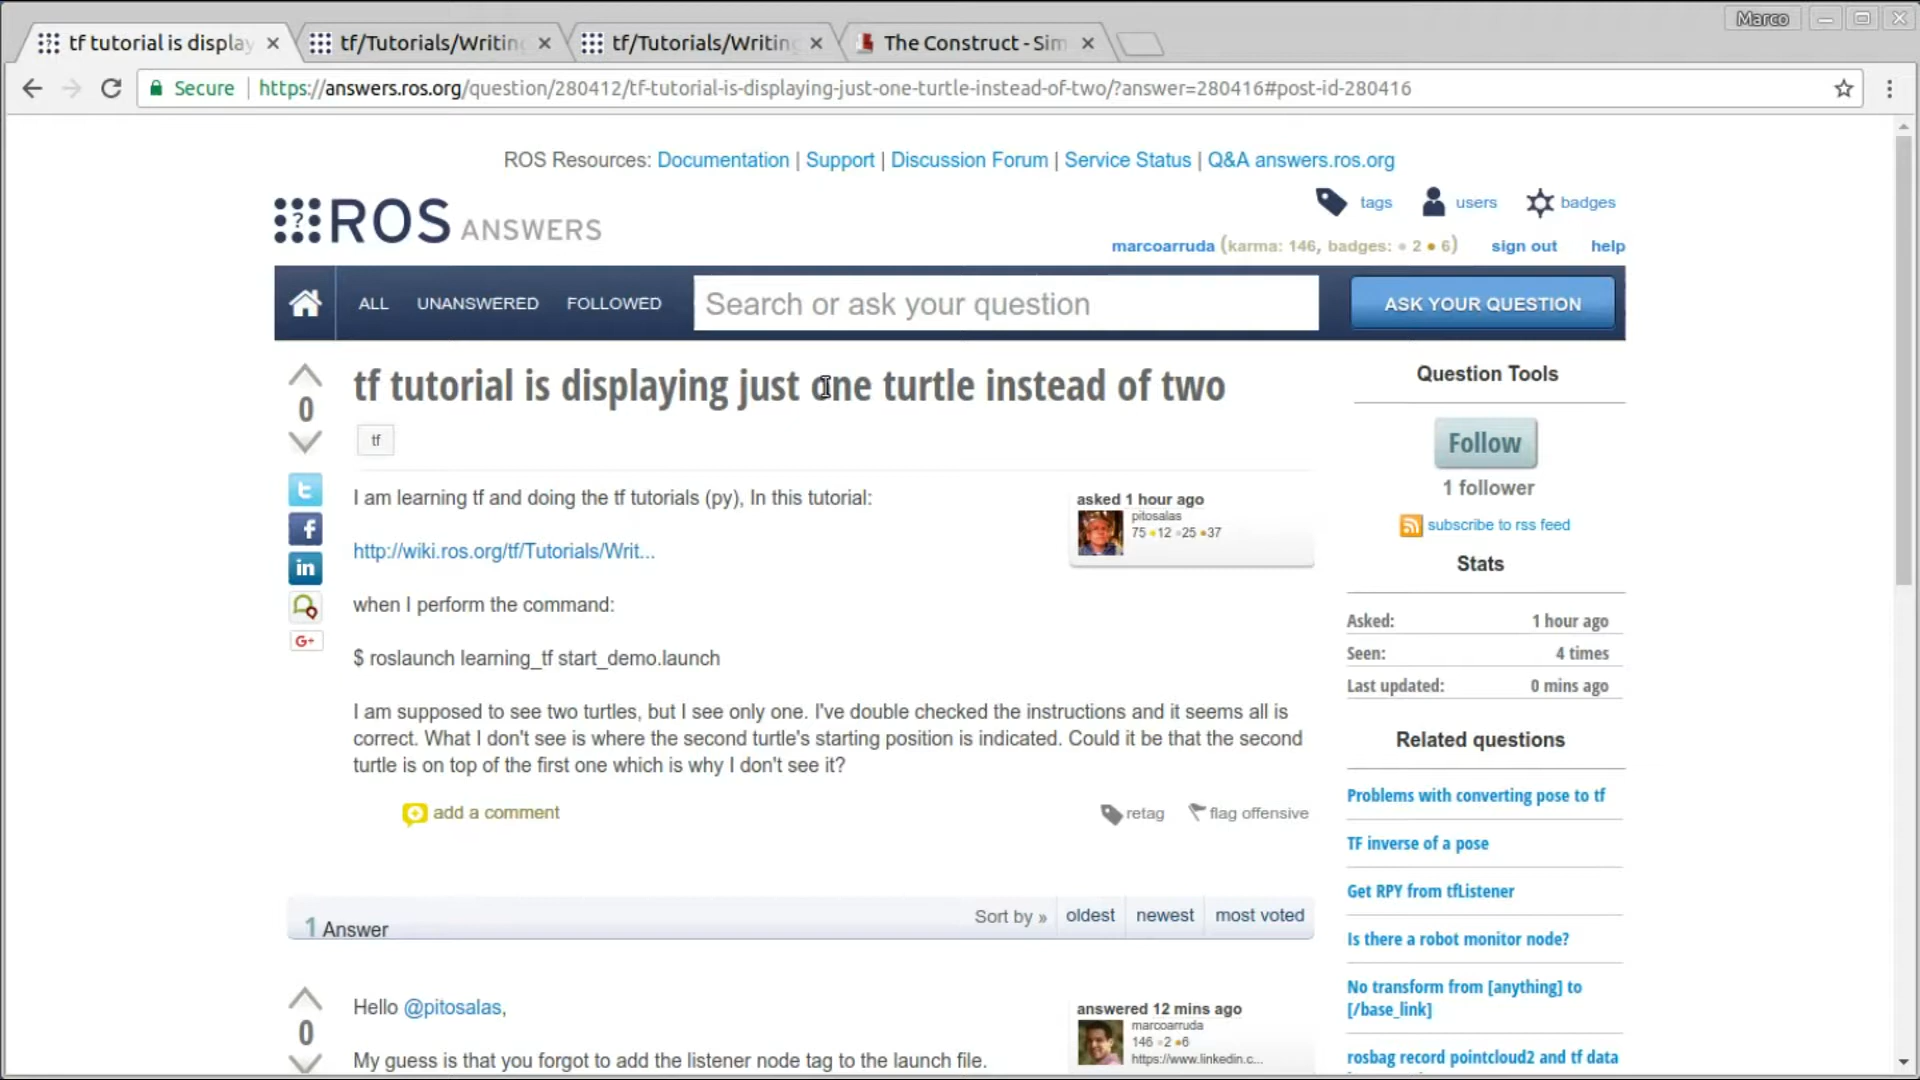 Marco
tf tutorial is displa
tf/Tutorials/Writing
tf/Tutorials/Writing
The Construct - Sim
Secure
https://answers.ros.org/question/280412/tf-tutorial-is-displaying-just-one-turtle-instead-of-two/?answer=280416#post-id-280416
ROS Resources: Documentation | Support | Discussion Forum | Service Status | Q&A answers.ros.org
ROS ANSWERS
tags users badges
marcoarruda (karma: 146, badges: ● 2 ● 6) sign out help
ALL UNANSWERED FOLLOWED
Search or ask your question
ASK YOUR QUESTION
0
tf tutorial is displaying just one turtle instead of two
tf
I am learning tf and doing the tf tutorials (py), In this tutorial:
http://wiki.ros.org/tf/Tutorials/Writ...
when I perform the command:
$ roslaunch learning_tf start_demo.launch
I am supposed to see two turtles, but I see only one. I've double checked the instructions and it seems all is
correct. What I don't see is where the second turtle's starting position is indicated. Could it be that the second
turtle is on top of the first one which is why I don't see it?
asked 1 hour ago
pitosalas
75 ●12 ●25 ●37
add a comment
retag flag offensive
1 Answer
Sort by » oldest newest most voted
0
Hello @pitosalas,
My guess is that you forgot to add the listener node tag to the launch file.
answered 12 mins ago
marcoarruda
146 ●2 ●6
https://www.linkedin.c...
Question Tools
Follow
1 follower
subscribe to rss feed
Stats
Asked: 1 hour ago
Seen: 4 times
Last updated: 0 mins ago
Related questions
Problems with converting pose to tf
TF inverse of a pose
Get RPY from tfListener
Is there a robot monitor node?
No transform from [anything] to
[/base_link]
rosbag record pointcloud2 and tf data